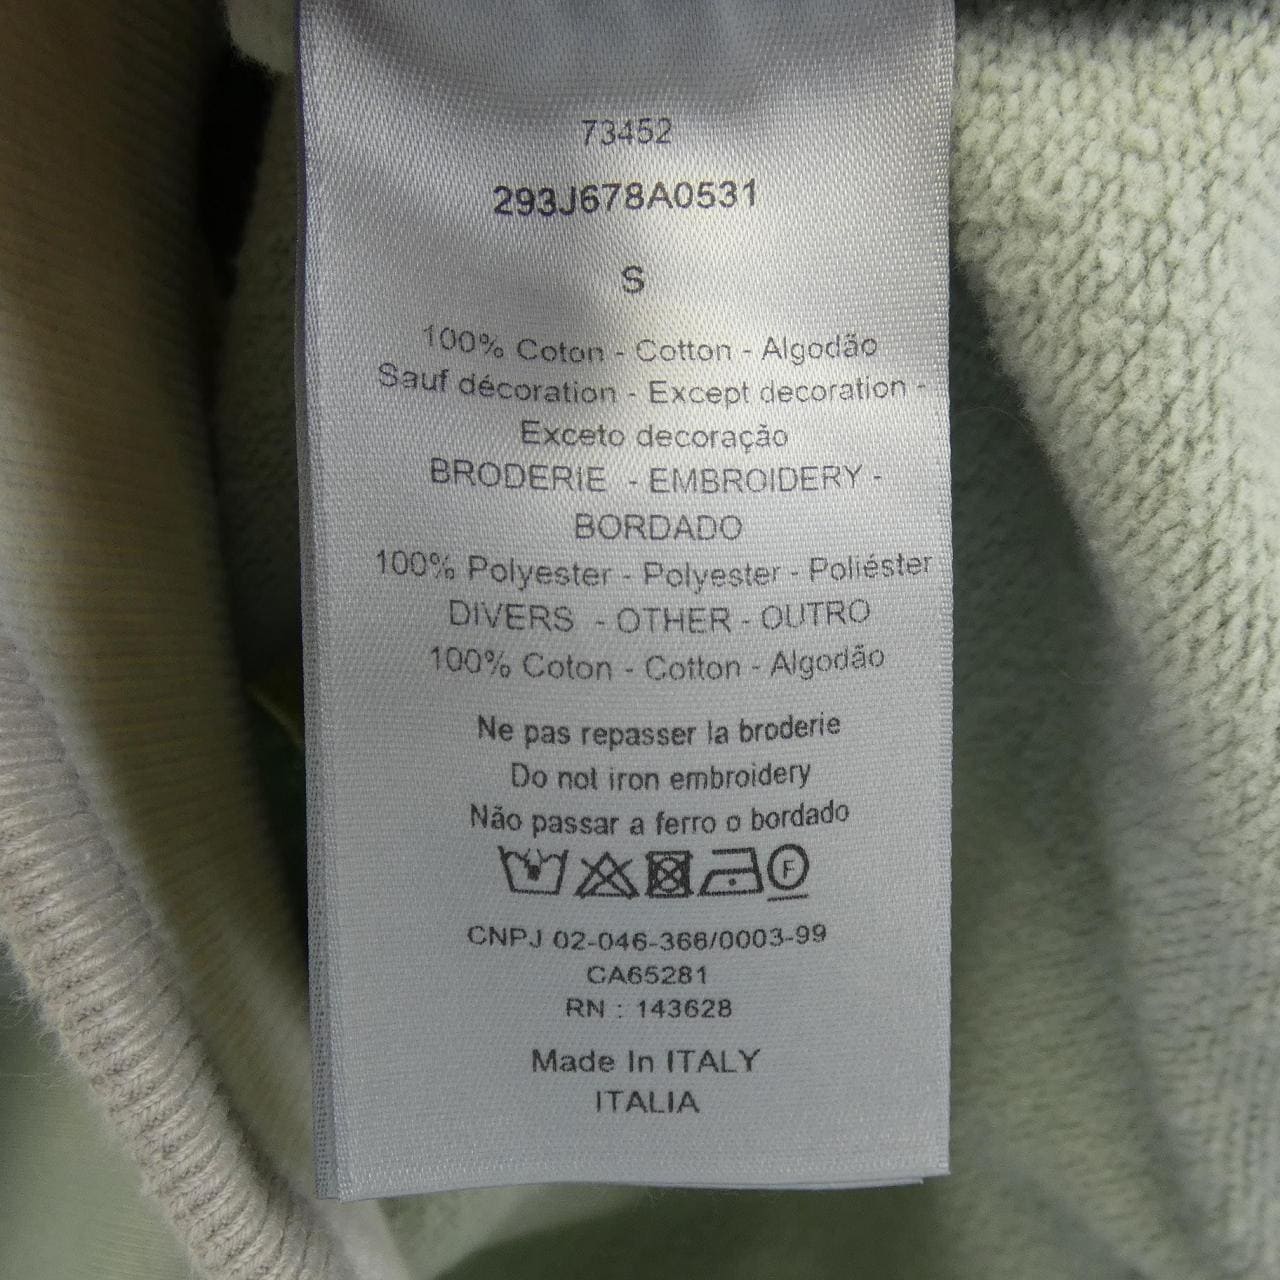 73452
293J678A0531
S
100% Coton - Cotton - Algodão
Sauf décoration - Except decoration -
Exceto decoração
BRODERIE - EMBROIDERY -
BORDADO
100% Polyester - Polyester - Poliéster
DIVERS - OTHER - OUTRO
100% Coton - Cotton - Algodão
Ne pas repasser la broderie
Do not iron embroidery
Não passar a ferro o bordado
F
CNPJ 02-046-366/0003-99
CA65281
RN : 143628
Made In ITALY
ITALIA